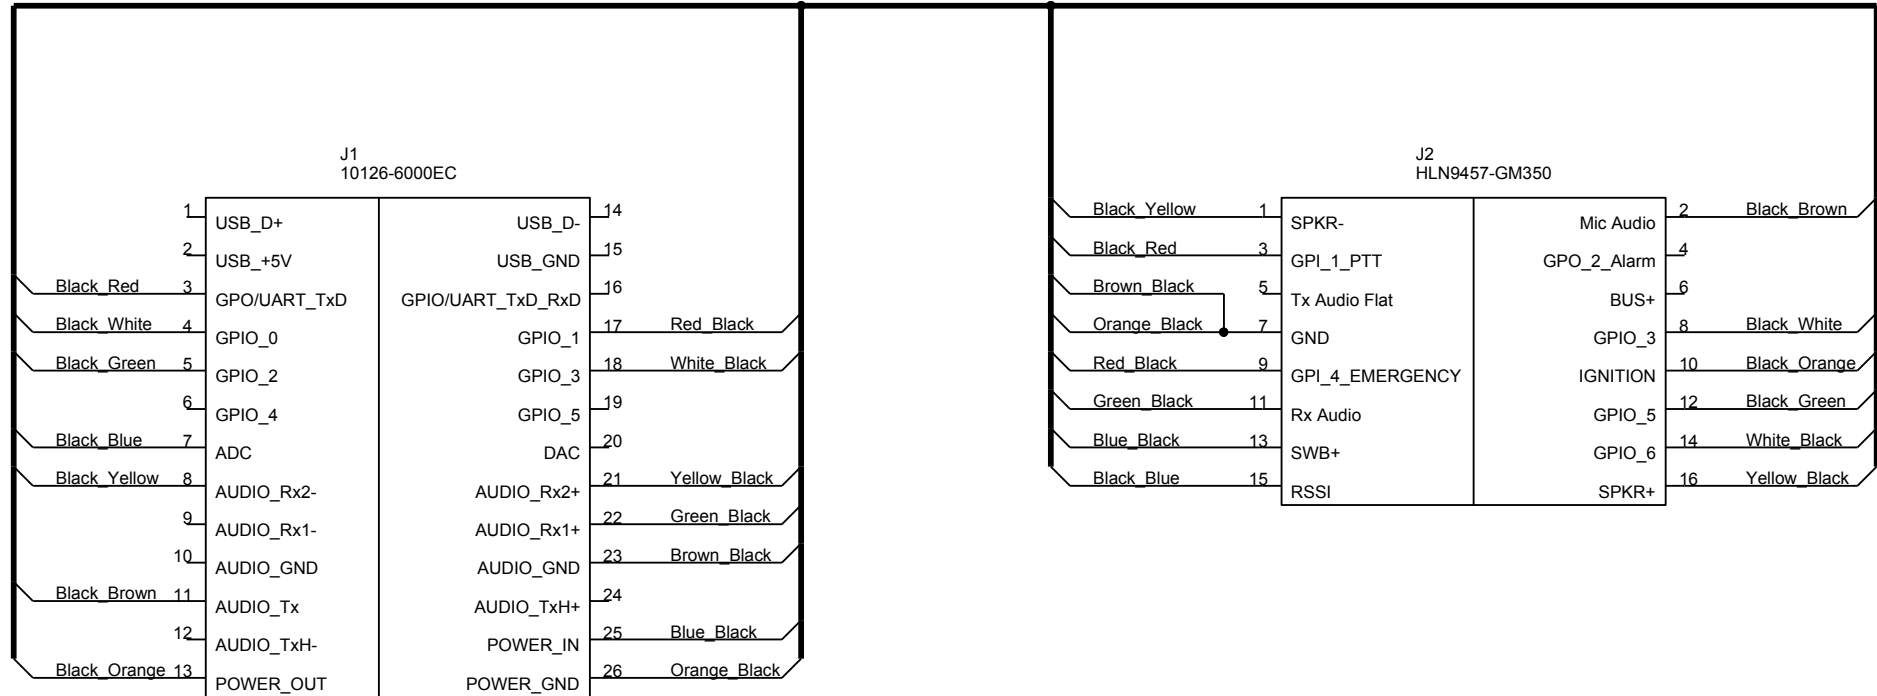 J1
10126-6000EC
1 USB_D+ USB_D- 14
2 USB_+5V USB_GND 15
Black_Red 3 GPO/UART_TxD GPIO/UART_TxD_RxD 16
Black_White 4 GPIO_0 GPIO_1 17 Red_Black
Black_Green 5 GPIO_2 GPIO_3 18 White_Black
6 GPIO_4 GPIO_5 19
Black_Blue 7 ADC DAC 20
Black_Yellow 8 AUDIO_Rx2- AUDIO_Rx2+ 21 Yellow_Black
9 AUDIO_Rx1- AUDIO_Rx1+ 22 Green_Black
10 AUDIO_GND AUDIO_GND 23 Brown_Black
Black_Brown 11 AUDIO_Tx AUDIO_TxH+ 24
12 AUDIO_TxH- POWER_IN 25 Blue_Black
Black_Orange 13 POWER_OUT POWER_GND 26 Orange_Black
J2
HLN9457-GM350
Black_Yellow 1 SPKR- Mic Audio 2 Black_Brown
Black_Red 3 GPI_1_PTT GPO_2_Alarm 4
Brown_Black 5 Tx Audio Flat BUS+ 6
Orange_Black 7 GND GPIO_3 8 Black_White
Red_Black 9 GPI_4_EMERGENCY IGNITION 10 Black_Orange
Green_Black 11 Rx Audio GPIO_5 12 Black_Green
Blue_Black 13 SWB+ GPIO_6 14 White_Black
Black_Blue 15 RSSI SPKR+ 16 Yellow_Black